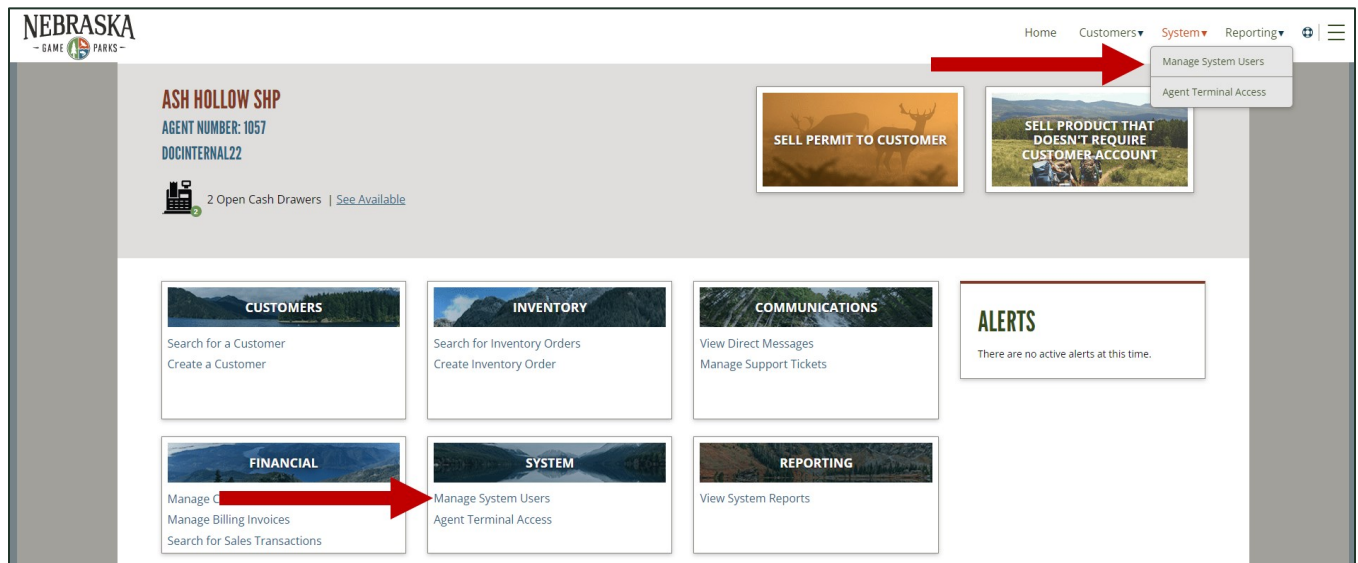 NEBRASKA
- GAME PARKS -
Home Customers▾ System▾ Reporting▾
Manage System Users
Agent Terminal Access
ASH HOLLOW SHP
AGENT NUMBER: 1057
DOCINTERNAL22
2
2 Open Cash Drawers | See Available
SELL PERMIT TO CUSTOMER
SELL PRODUCT THAT
DOESN'T REQUIRE
CUSTOMER ACCOUNT
CUSTOMERS
Search for a Customer
Create a Customer
INVENTORY
Search for Inventory Orders
Create Inventory Order
COMMUNICATIONS
View Direct Messages
Manage Support Tickets
ALERTS
There are no active alerts at this time.
FINANCIAL
Manage C
Manage Billing Invoices
Search for Sales Transactions
SYSTEM
Manage System Users
Agent Terminal Access
REPORTING
View System Reports